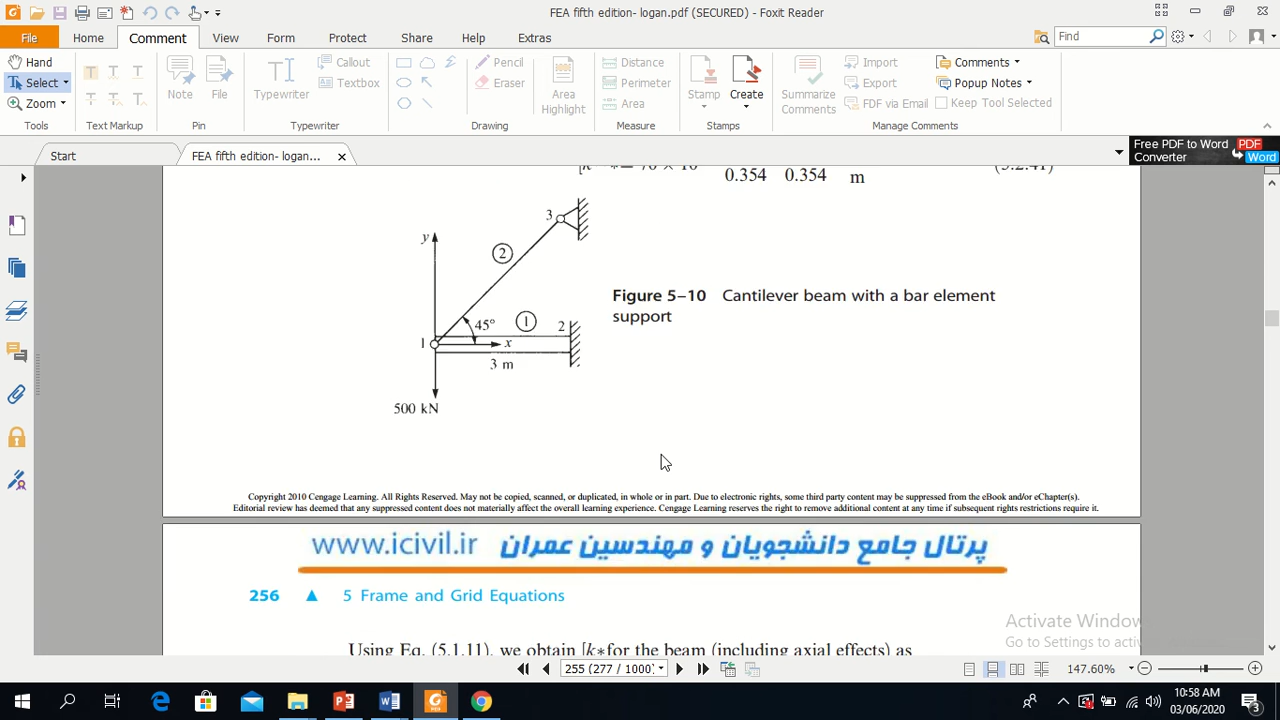 FEA fifth edition- logan.pdf (SECURED) - Foxit Reader
File Home Comment View Form Protect Share Help Extras
Find
Hand
Select
Zoom
Tools
Text Markup
Note
File
Pin
Typewriter
Callout
Textbox
Typewriter
Pencil
Eraser
Drawing
Area Highlight
Distance
Perimeter
Area
Measure
Stamp
Create
Stamps
Summarize Comments
Import
Export
FDF via Email
Comments
Popup Notes
Keep Tool Selected
Manage Comments
Start
FEA fifth edition- logan...
Free PDF to Word Converter
PDF
Word
0.354 0.354 m
3
y
2
45°
1
2
1
x
3 m
500 kN
Figure 5–10 Cantilever beam with a bar element
support
Copyright 2010 Cengage Learning. All Rights Reserved. May not be copied, scanned, or duplicated, in whole or in part. Due to electronic rights, some third party content may be suppressed from the eBook and/or eChapter(s).
Editorial review has deemed that any suppressed content does not materially affect the overall learning experience. Cengage Learning reserves the right to remove additional content at any time if subsequent rights restrictions require it.
www.icivil.ir پرتال جامع دانشجویان و مهندسین عمران
256 ▲ 5 Frame and Grid Equations
Using Eq. (5.1.11), we obtain [k∗for the beam (including axial effects) as
Activate Window
Go to Settings to activ
255 (277 / 1000)
147.60%
10:58 AM
03/06/2020
3